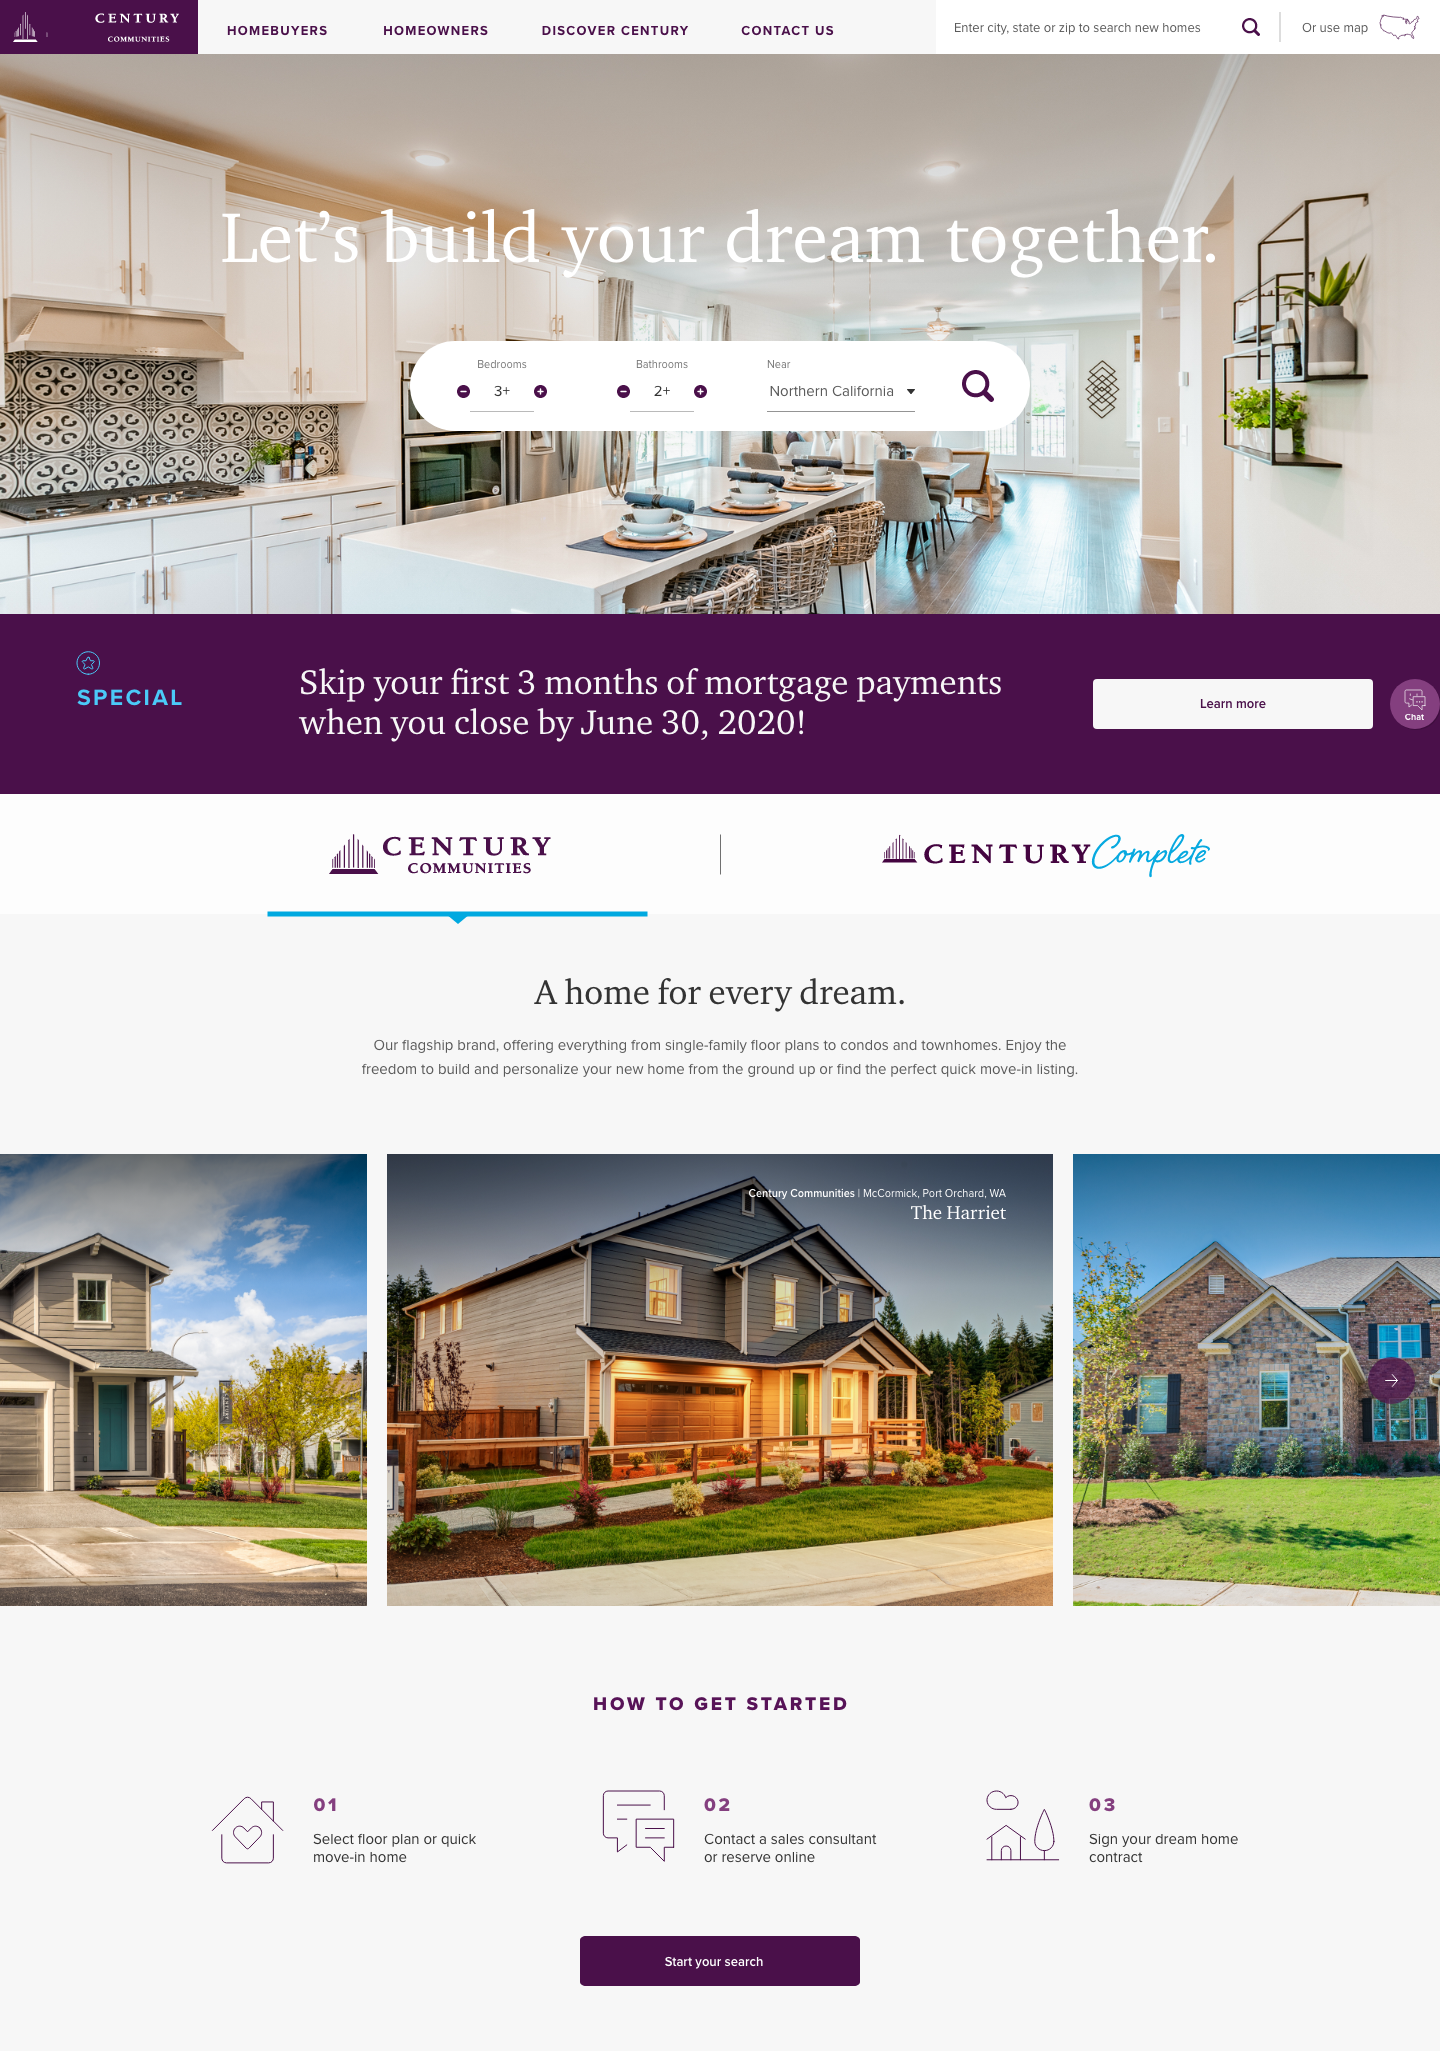 CENTURY
COMMUNITIES
HOMEBUYERS
HOMEOWNERS
DISCOVER CENTURY
CONTACT US
Enter city, state or zip to search new homes
Or use map
Let's build your dream together.
Bedrooms
3+
Bathrooms
2+
Near
Northern California
SPECIAL
Skip your first 3 months of mortgage payments
when you close by June 30, 2020!
Learn more
Chat
CENTURY
COMMUNITIES
CENTURY Complete
A home for every dream.
Our flagship brand, offering everything from single-family floor plans to condos and townhomes. Enjoy the
freedom to build and personalize your new home from the ground up or find the perfect quick move-in listing.
Century Communities | McCormick, Port Orchard, WA
The Harriet
HOW TO GET STARTED
01
Select floor plan or quick
move-in home
02
Contact a sales consultant
or reserve online
03
Sign your dream home
contract
Start your search